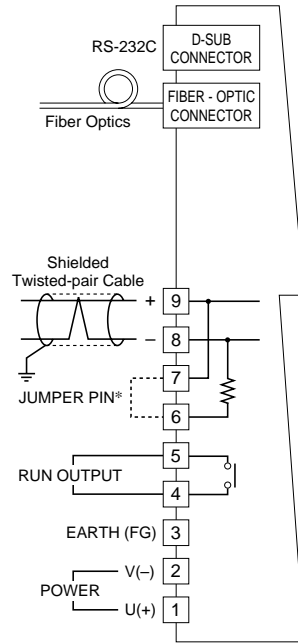 RS-232C
D-SUB
CONNECTOR
FIBER - OPTIC
CONNECTOR
Fiber Optics
Shielded
Twisted-pair Cable
+ 9
– 8
7
JUMPER PIN*
6
5
RUN OUTPUT
4
EARTH (FG) 3
V(–) 2
POWER
U(+) 1